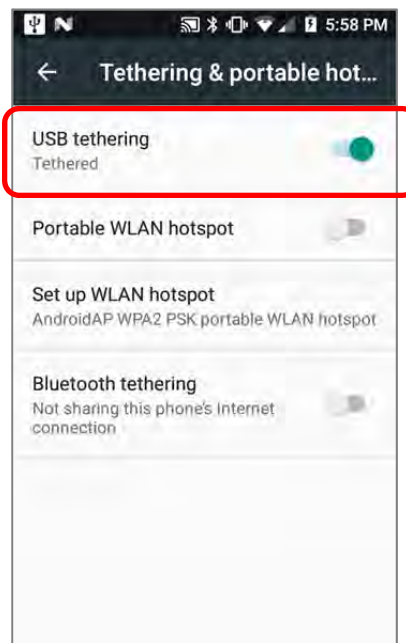 5:58 PM
Tethering & portable hot...
USB tethering
Tethered
Portable WLAN hotspot
Set up WLAN hotspot
AndroidAP WPA2 PSK portable WLAN hotspot
Bluetooth tethering
Not sharing this phone's Internet
connection